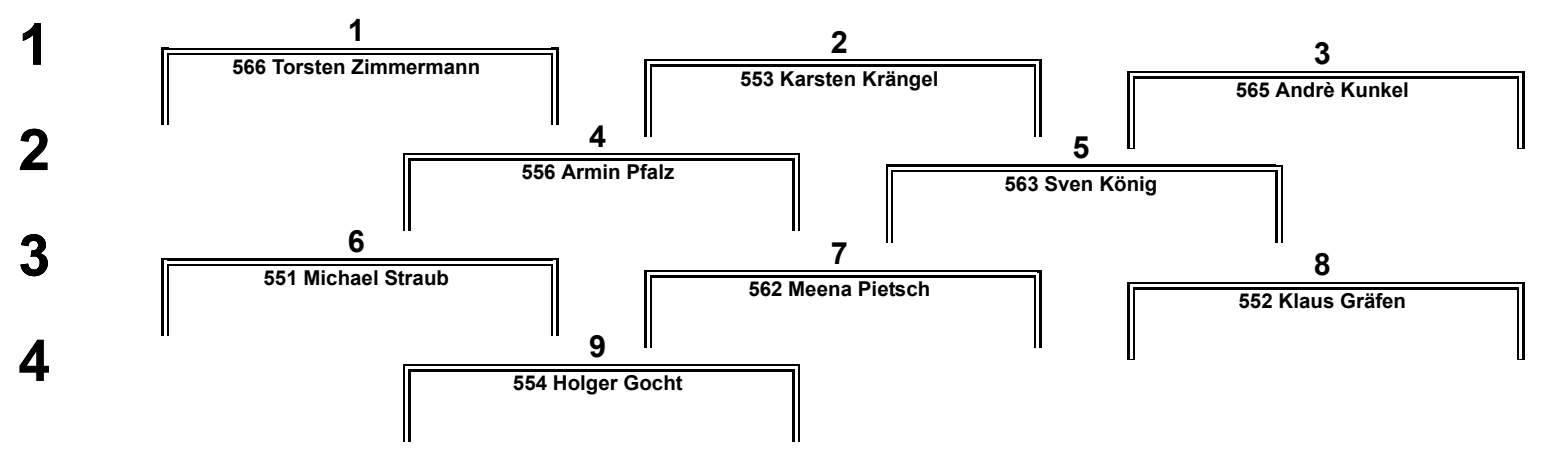 1
1
566 Torsten Zimmermann
2
553 Karsten Krängel
3
565 Andrè Kunkel
2
4
556 Armin Pfalz
5
563 Sven König
3
6
551 Michael Straub
7
562 Meena Pietsch
8
552 Klaus Gräfen
4
9
554 Holger Gocht